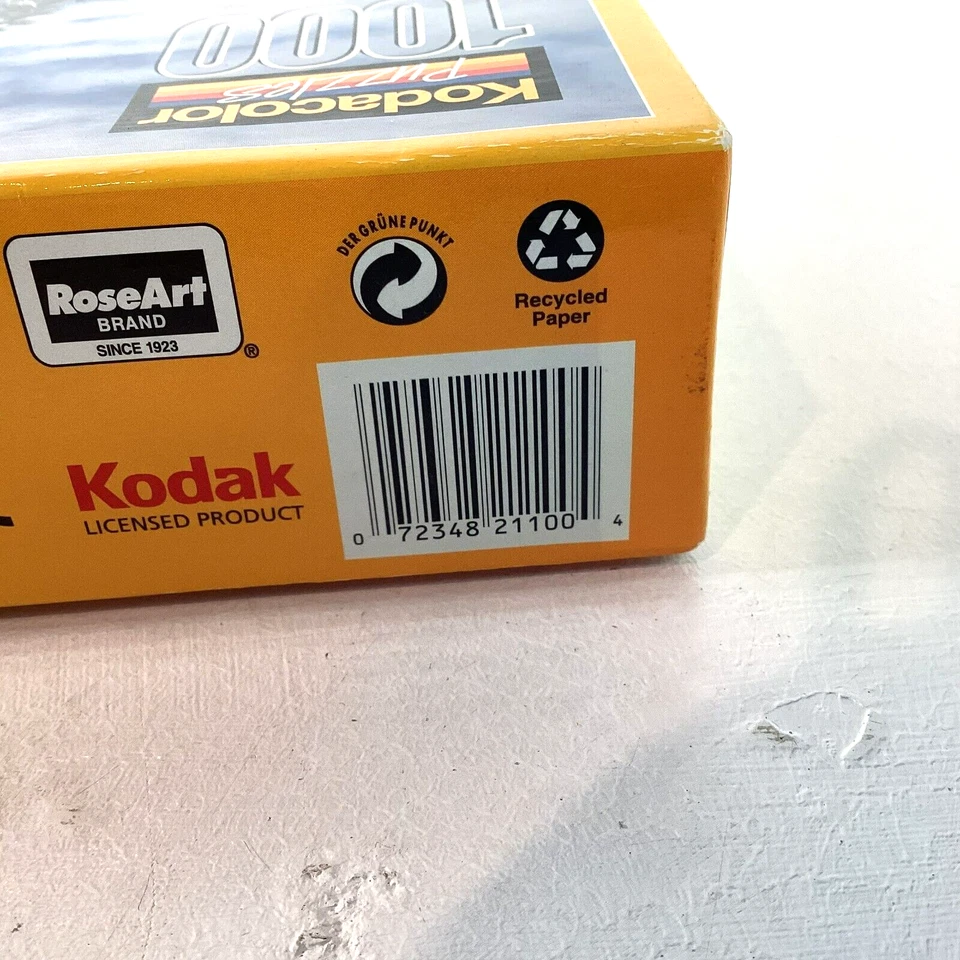 1000
Kodacolor
Puzzles
RoseArt
BRAND
SINCE 1923
®
DER GRÜNE PUNKT
Recycled
Paper
Kodak
LICENSED PRODUCT
0 72348 21100 4